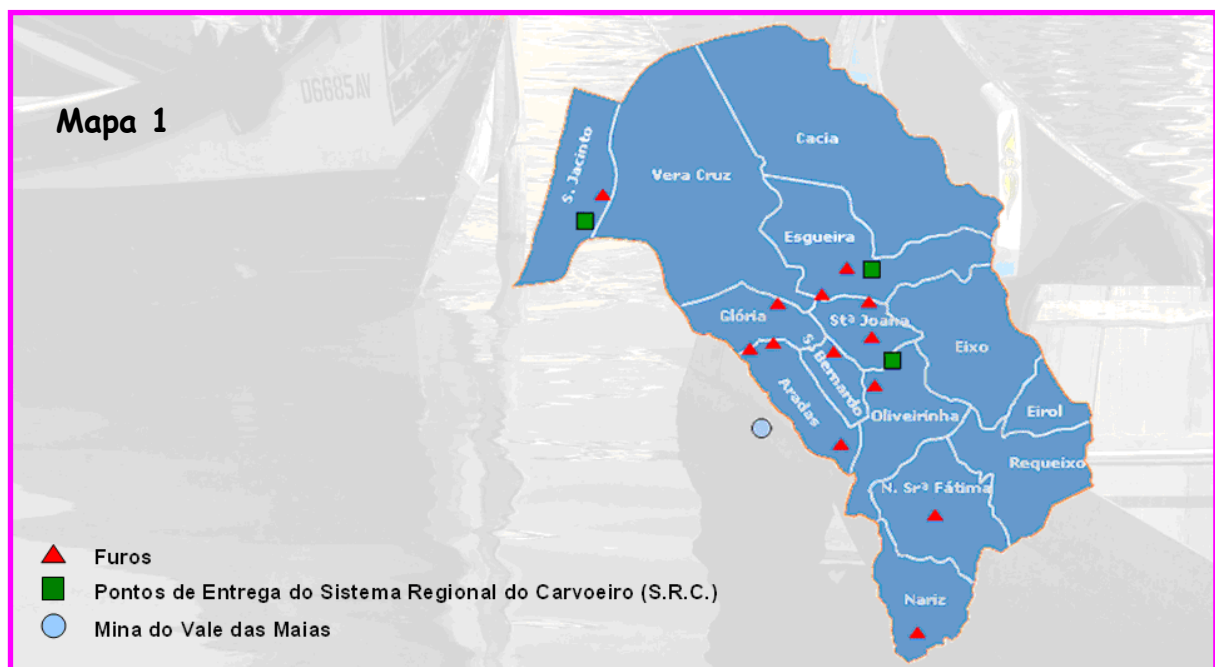 D6685AV
Mapa 1
Cacia
S. Jacinto
Vera Cruz
Esgueira
Glória
Stª Joana
S. Bernardo
Eixo
Aradas
Oliveirinha
Eirol
Requeixo
N. Srª Fátima
Nariz
Furos
Pontos de Entrega do Sistema Regional do Carvoeiro (S.R.C.)
Mina do Vale das Maias